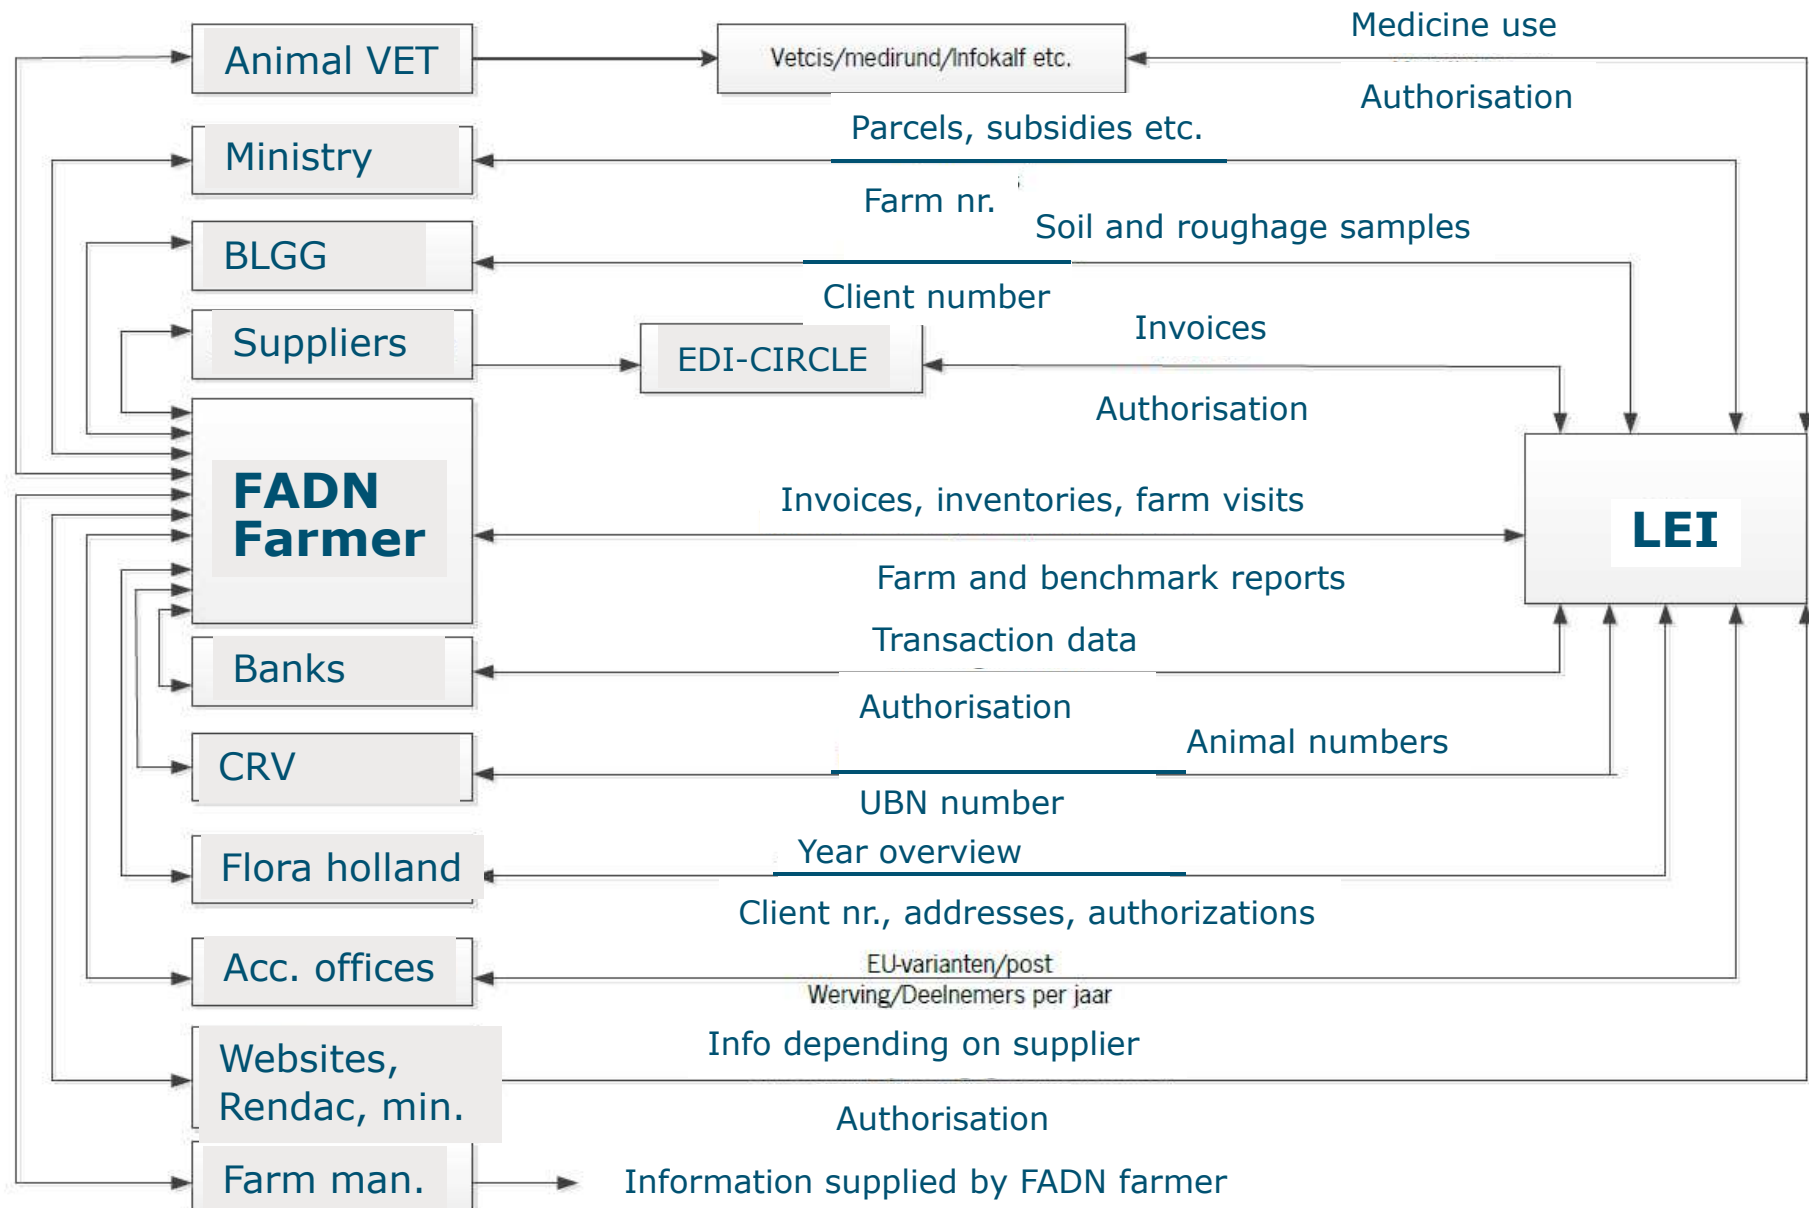 Medicine use
Animal VET
Vetcis/medirund/Infokalf etc.
Authorisation
Parcels, subsidies etc.
Ministry
Farm nr.
Soil and roughage samples
BLGG
Client number
Invoices
Suppliers
EDI-CIRCLE
Authorisation
FADN
Farmer
Invoices, inventories, farm visits
LEI
Farm and benchmark reports
Transaction data
Banks
Authorisation
Animal numbers
CRV
UBN number
Year overview
Flora holland
Client nr., addresses, authorizations
Acc. offices
EU-varianten/post
Werving/Deelnemers per jaar
Websites,
Rendac, min.
Info depending on supplier
Authorisation
Farm man.
Information supplied by FADN farmer